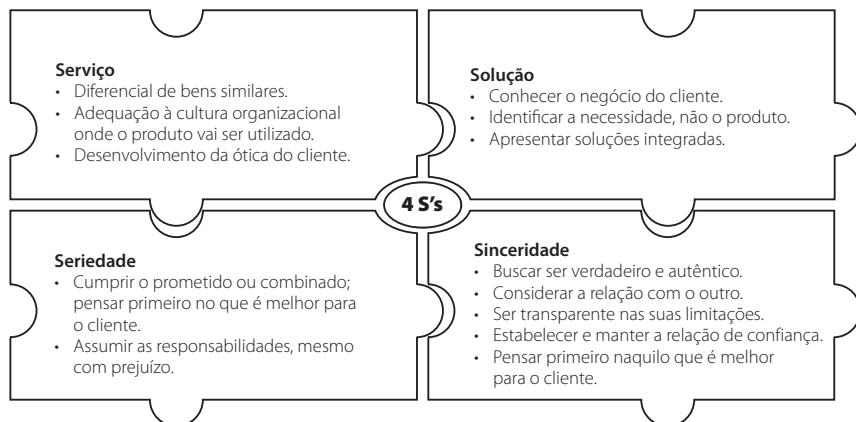 Serviço
• Diferencial de bens similares.
• Adequação à cultura organizacional
onde o produto vai ser utilizado.
• Desenvolvimento da ótica do cliente.
Solução
• Conhecer o negócio do cliente.
• Identificar a necessidade, não o produto.
• Apresentar soluções integradas.
4 S's
Seriedade
• Cumprir o prometido ou combinado;
pensar primeiro no que é melhor para
o cliente.
• Assumir as responsabilidades, mesmo
com prejuízo.
Sinceridade
• Buscar ser verdadeiro e autêntico.
• Considerar a relação com o outro.
• Ser transparente nas suas limitações.
• Estabelecer e manter a relação de confiança.
• Pensar primeiro naquilo que é melhor
para o cliente.